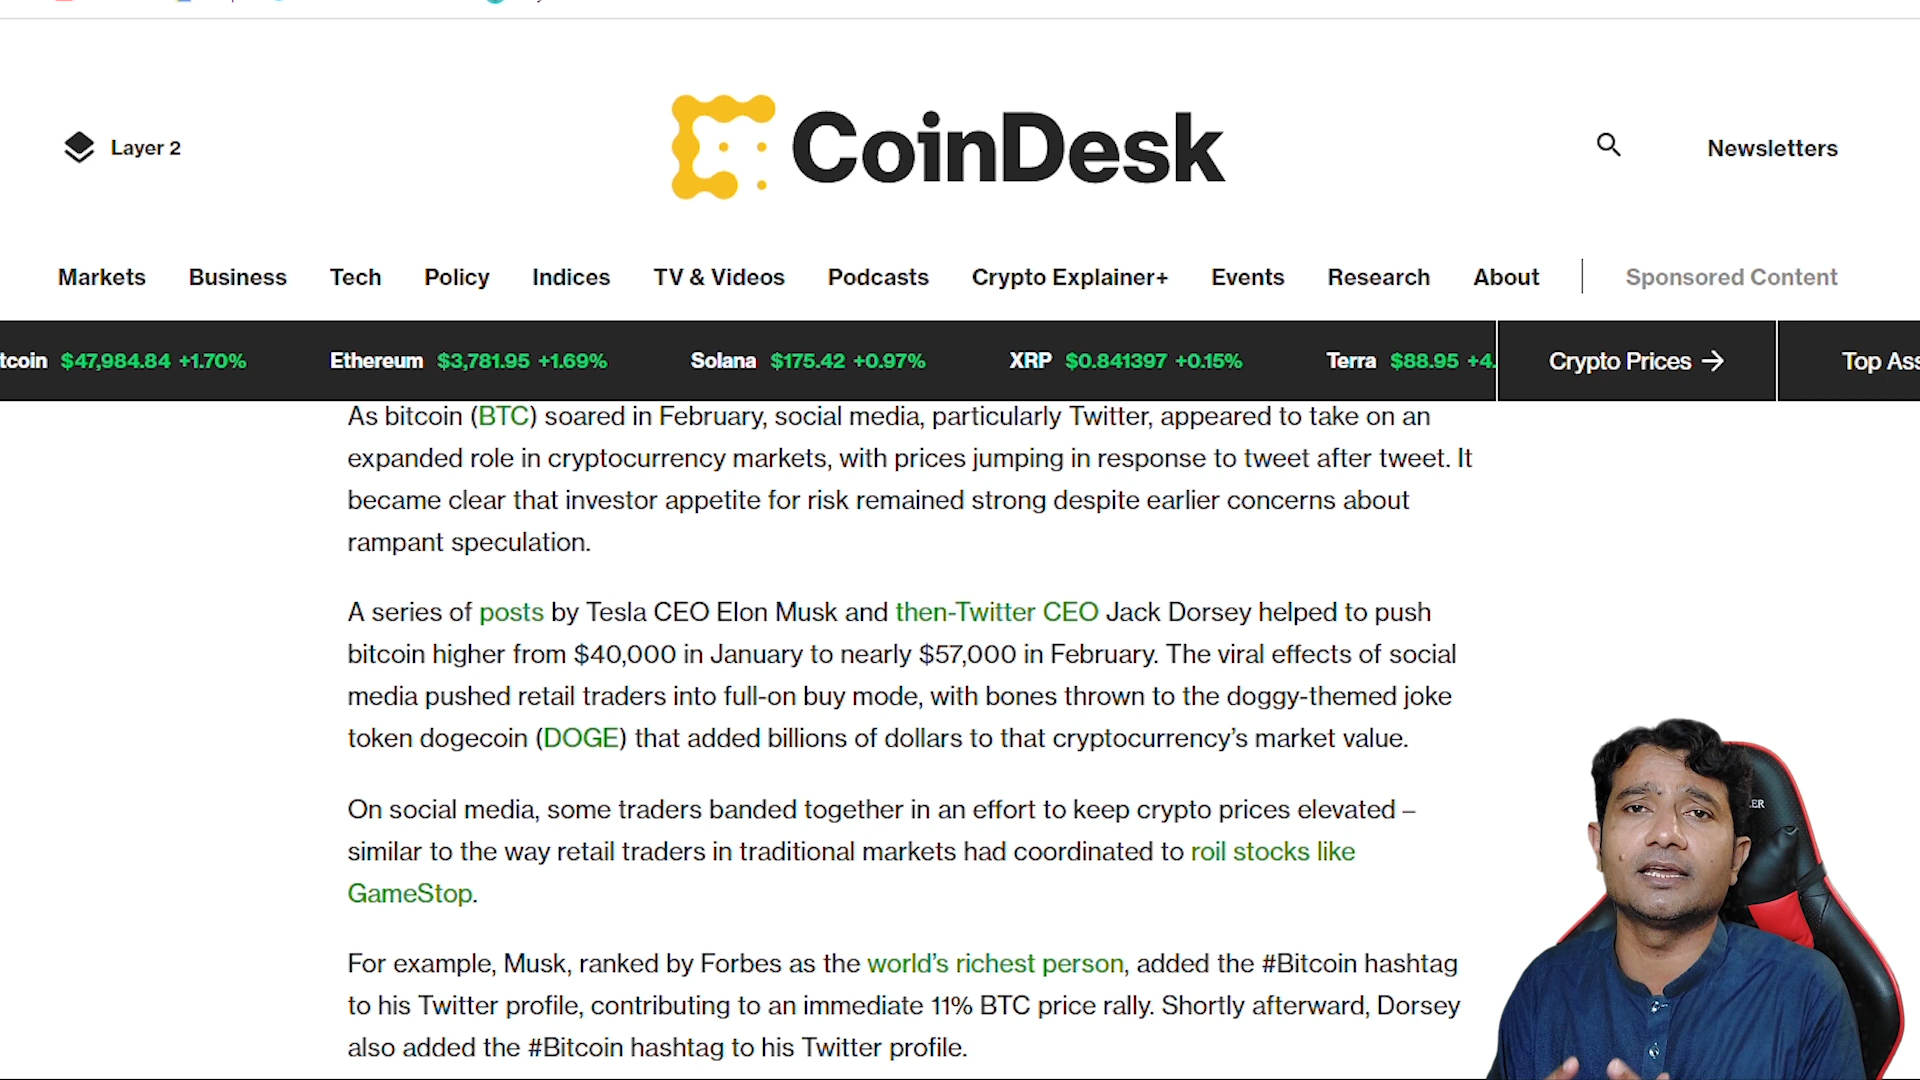 Layer 2
CoinDesk
Newsletters
Markets Business Tech Policy Indices TV & Videos Podcasts Crypto Explainer+ Events Research About Sponsored Content
tcoin $47,984.84 +1.70% Ethereum $3,781.95 +1.69% Solana $175.42 +0.97% XRP $0.841397 +0.15% Terra $88.95 +4. Crypto Prices → Top Ass
As bitcoin (BTC) soared in February, social media, particularly Twitter, appeared to take on an
expanded role in cryptocurrency markets, with prices jumping in response to tweet after tweet. It
became clear that investor appetite for risk remained strong despite earlier concerns about
rampant speculation.
A series of posts by Tesla CEO Elon Musk and then-Twitter CEO Jack Dorsey helped to push
bitcoin higher from $40,000 in January to nearly $57,000 in February. The viral effects of social
media pushed retail traders into full-on buy mode, with bones thrown to the doggy-themed joke
token dogecoin (DOGE) that added billions of dollars to that cryptocurrency’s market value.
On social media, some traders banded together in an effort to keep crypto prices elevated –
similar to the way retail traders in traditional markets had coordinated to roil stocks like
GameStop.
For example, Musk, ranked by Forbes as the world’s richest person, added the #Bitcoin hashtag
to his Twitter profile, contributing to an immediate 11% BTC price rally. Shortly afterward, Dorsey
also added the #Bitcoin hashtag to his Twitter profile.